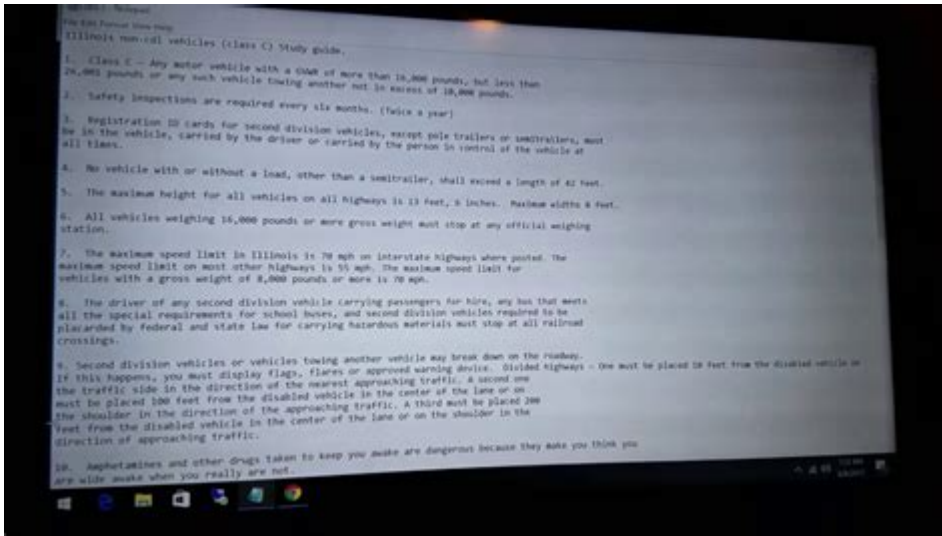 File Edit Format View Help
Illinois non-cdl vehicles (class C) Study guide.
1. Class C – Any motor vehicle with a GVWR of more than 16,000 pounds, but less than
26,001 pounds or any such vehicle towing another not in excess of 10,000 pounds.
2. Safety inspections are required every six months. (Twice a year)
3. Registration ID cards for second division vehicles, except pole trailers or semitrailers, must
be in the vehicle, carried by the driver or carried by the person in control of the vehicle at
all times.
4. No vehicle with or without a load, other than a semitrailer, shall exceed a length of 42 feet.
5. The maximum height for all vehicles on all highways is 13 feet, 6 inches. Maximum widths 8 feet.
6. All vehicles weighing 16,000 pounds or more gross weight must stop at any official weighing
station.
7. The maximum speed limit in Illinois is 70 mph on interstate highways where posted. The
maximum speed limit on most other highways is 55 mph. The maximum speed limit for
vehicles with a gross weight of 8,000 pounds or more is 70 mph.
8. The driver of any second division vehicle carrying passengers for hire, any bus that meets
all the special requirements for school buses, and second division vehicles required to be
placarded by federal and state law for carrying hazardous materials must stop at all railroad
crossings.
9. Second division vehicles or vehicles towing another vehicle may break down on the roadway.
If this happens, you must display flags, flares or approved warning device. Divided highways – One must be placed 10 feet from the disabled vehicle on
the traffic side in the direction of the nearest approaching traffic. A second one
must be placed 100 feet from the disabled vehicle in the center of the lane or on
the shoulder in the direction of the approaching traffic. A third must be placed 200
feet from the disabled vehicle in the center of the lane or on the shoulder in the
direction of approaching traffic.
10. Amphetamines and other drugs taken to keep you awake are dangerous because they make you think you
are wide awake when you really are not.